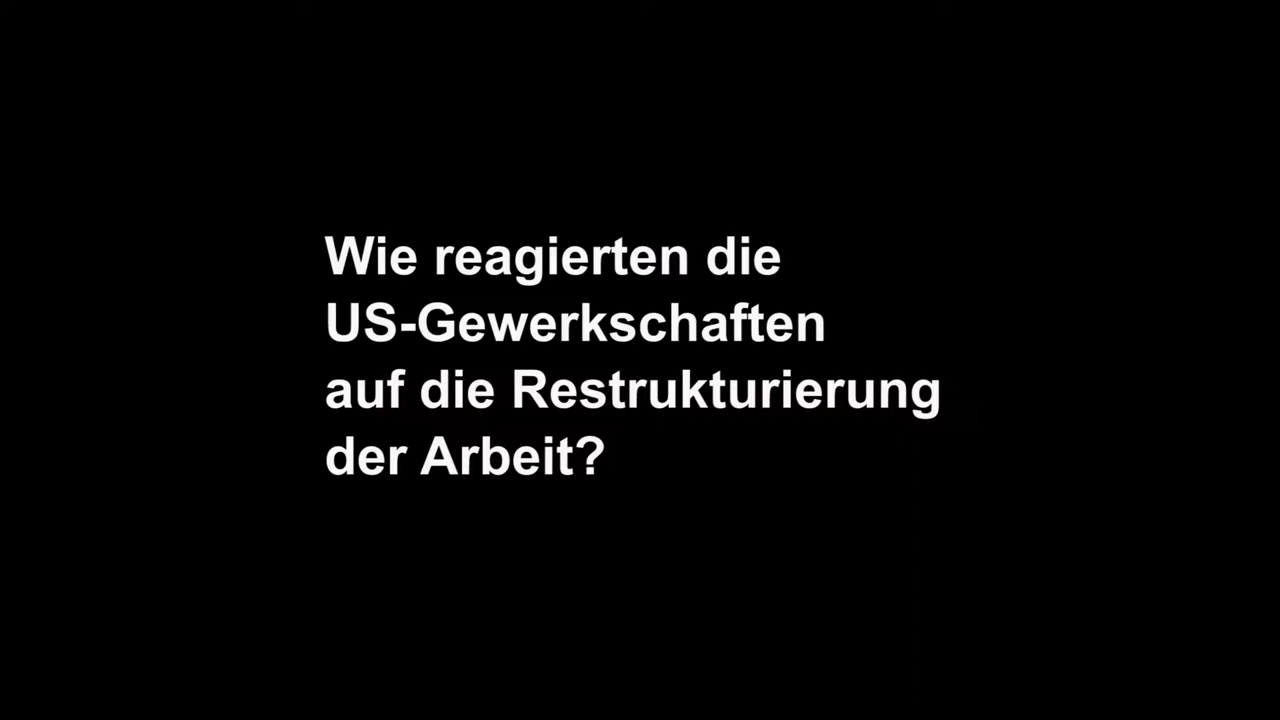 Wie reagierten die
US-Gewerkschaften
auf die Restrukturierung
der Arbeit?